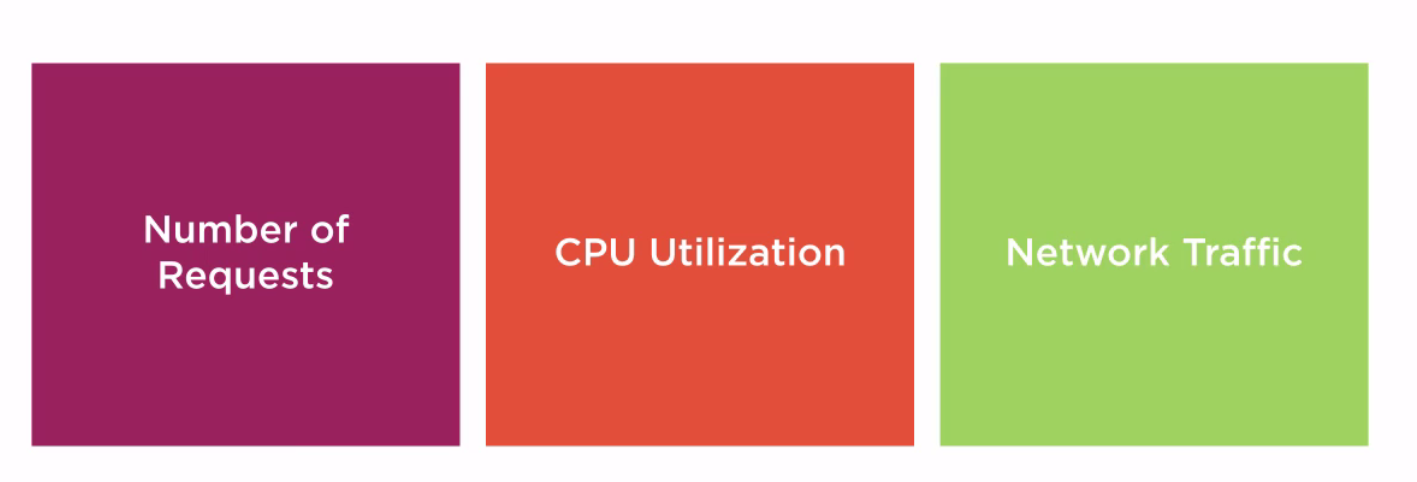 Number of
Requests
CPU Utilization
Network Traffic